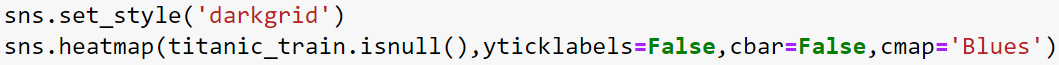 sns.set_style('darkgrid')
sns.heatmap(titanic_train.isnull(),yticklabels=False,cbar=False,cmap='Blues')